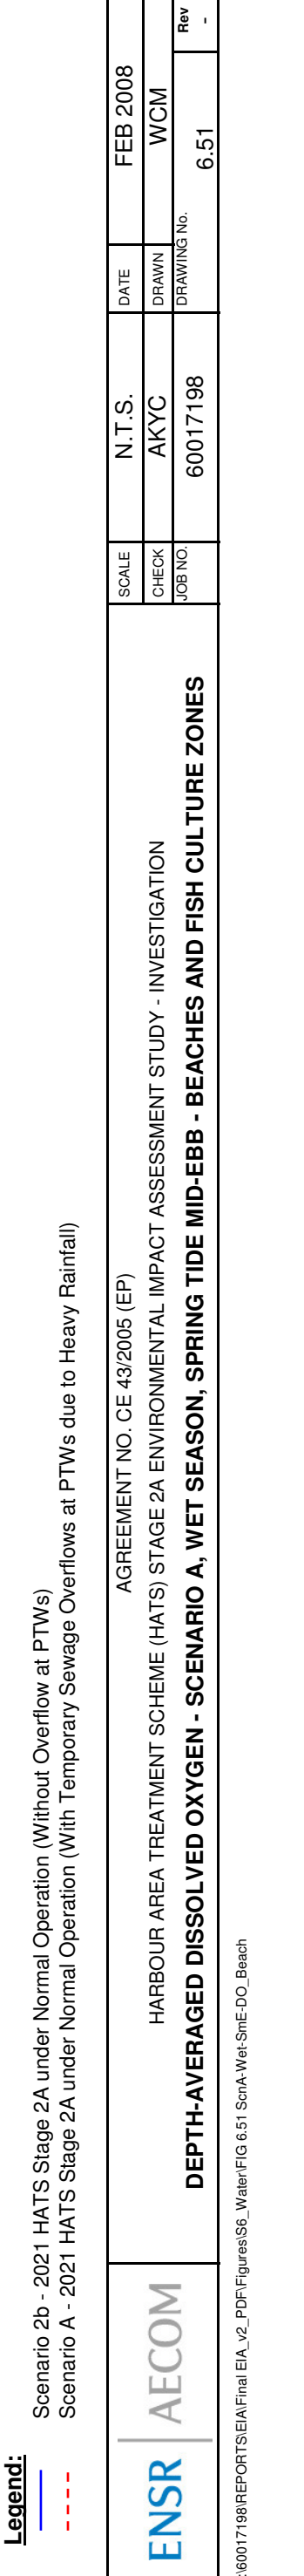 Legend:
Scenario 2b - 2021 HATS Stage 2A under Normal Operation (Without Overflow at PTWs)
Scenario A - 2021 HATS Stage 2A under Normal Operation (With Temporary Sewage Overflows at PTWs due to Heavy Rainfall)
ENSR | AECOM
AGREEMENT NO. CE 43/2005 (EP)
HARBOUR AREA TREATMENT SCHEME (HATS) STAGE 2A ENVIRONMENTAL IMPACT ASSESSMENT STUDY - INVESTIGATION
DEPTH-AVERAGED DISSOLVED OXYGEN - SCENARIO A, WET SEASON, SPRING TIDE MID-EBB - BEACHES AND FISH CULTURE ZONES
SCALE N.T.S. DATE FEB 2008
CHECK AKYC DRAWN WCM
JOB NO. 60017198 DRAWING No. 6.51 Rev -
:\60017198\REPORTS\EIA\Final EIA_v2_PDF\Figures\S6_Water\FIG 6.51 ScnA-Wet-SmE-DO_Beach